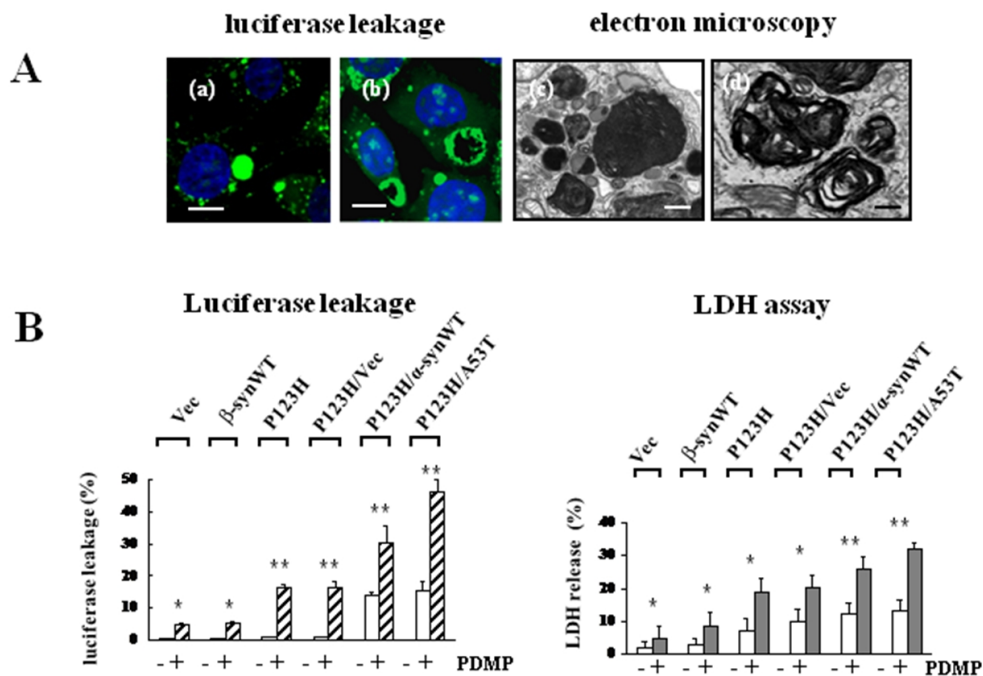 luciferase leakage
electron microscopy
A
(a)
(b)
(c)
(d)
B
Luciferase leakage
Vec
β-synWT
P123H
P123H/Vec
P123H/α-synWT
P123H/A53T
luciferase leakage (%)
50
40
30
20
10
0
*
*
**
**
**
**
- + - + - + - + - + - + PDMP
LDH assay
Vec
β-synWT
P123H
P123H/Vec
P123H/α-synWT
P123H/A53T
LDH release (%)
40
30
20
10
0
*
*
*
*
**
**
- + - + - + - + - + - + PDMP